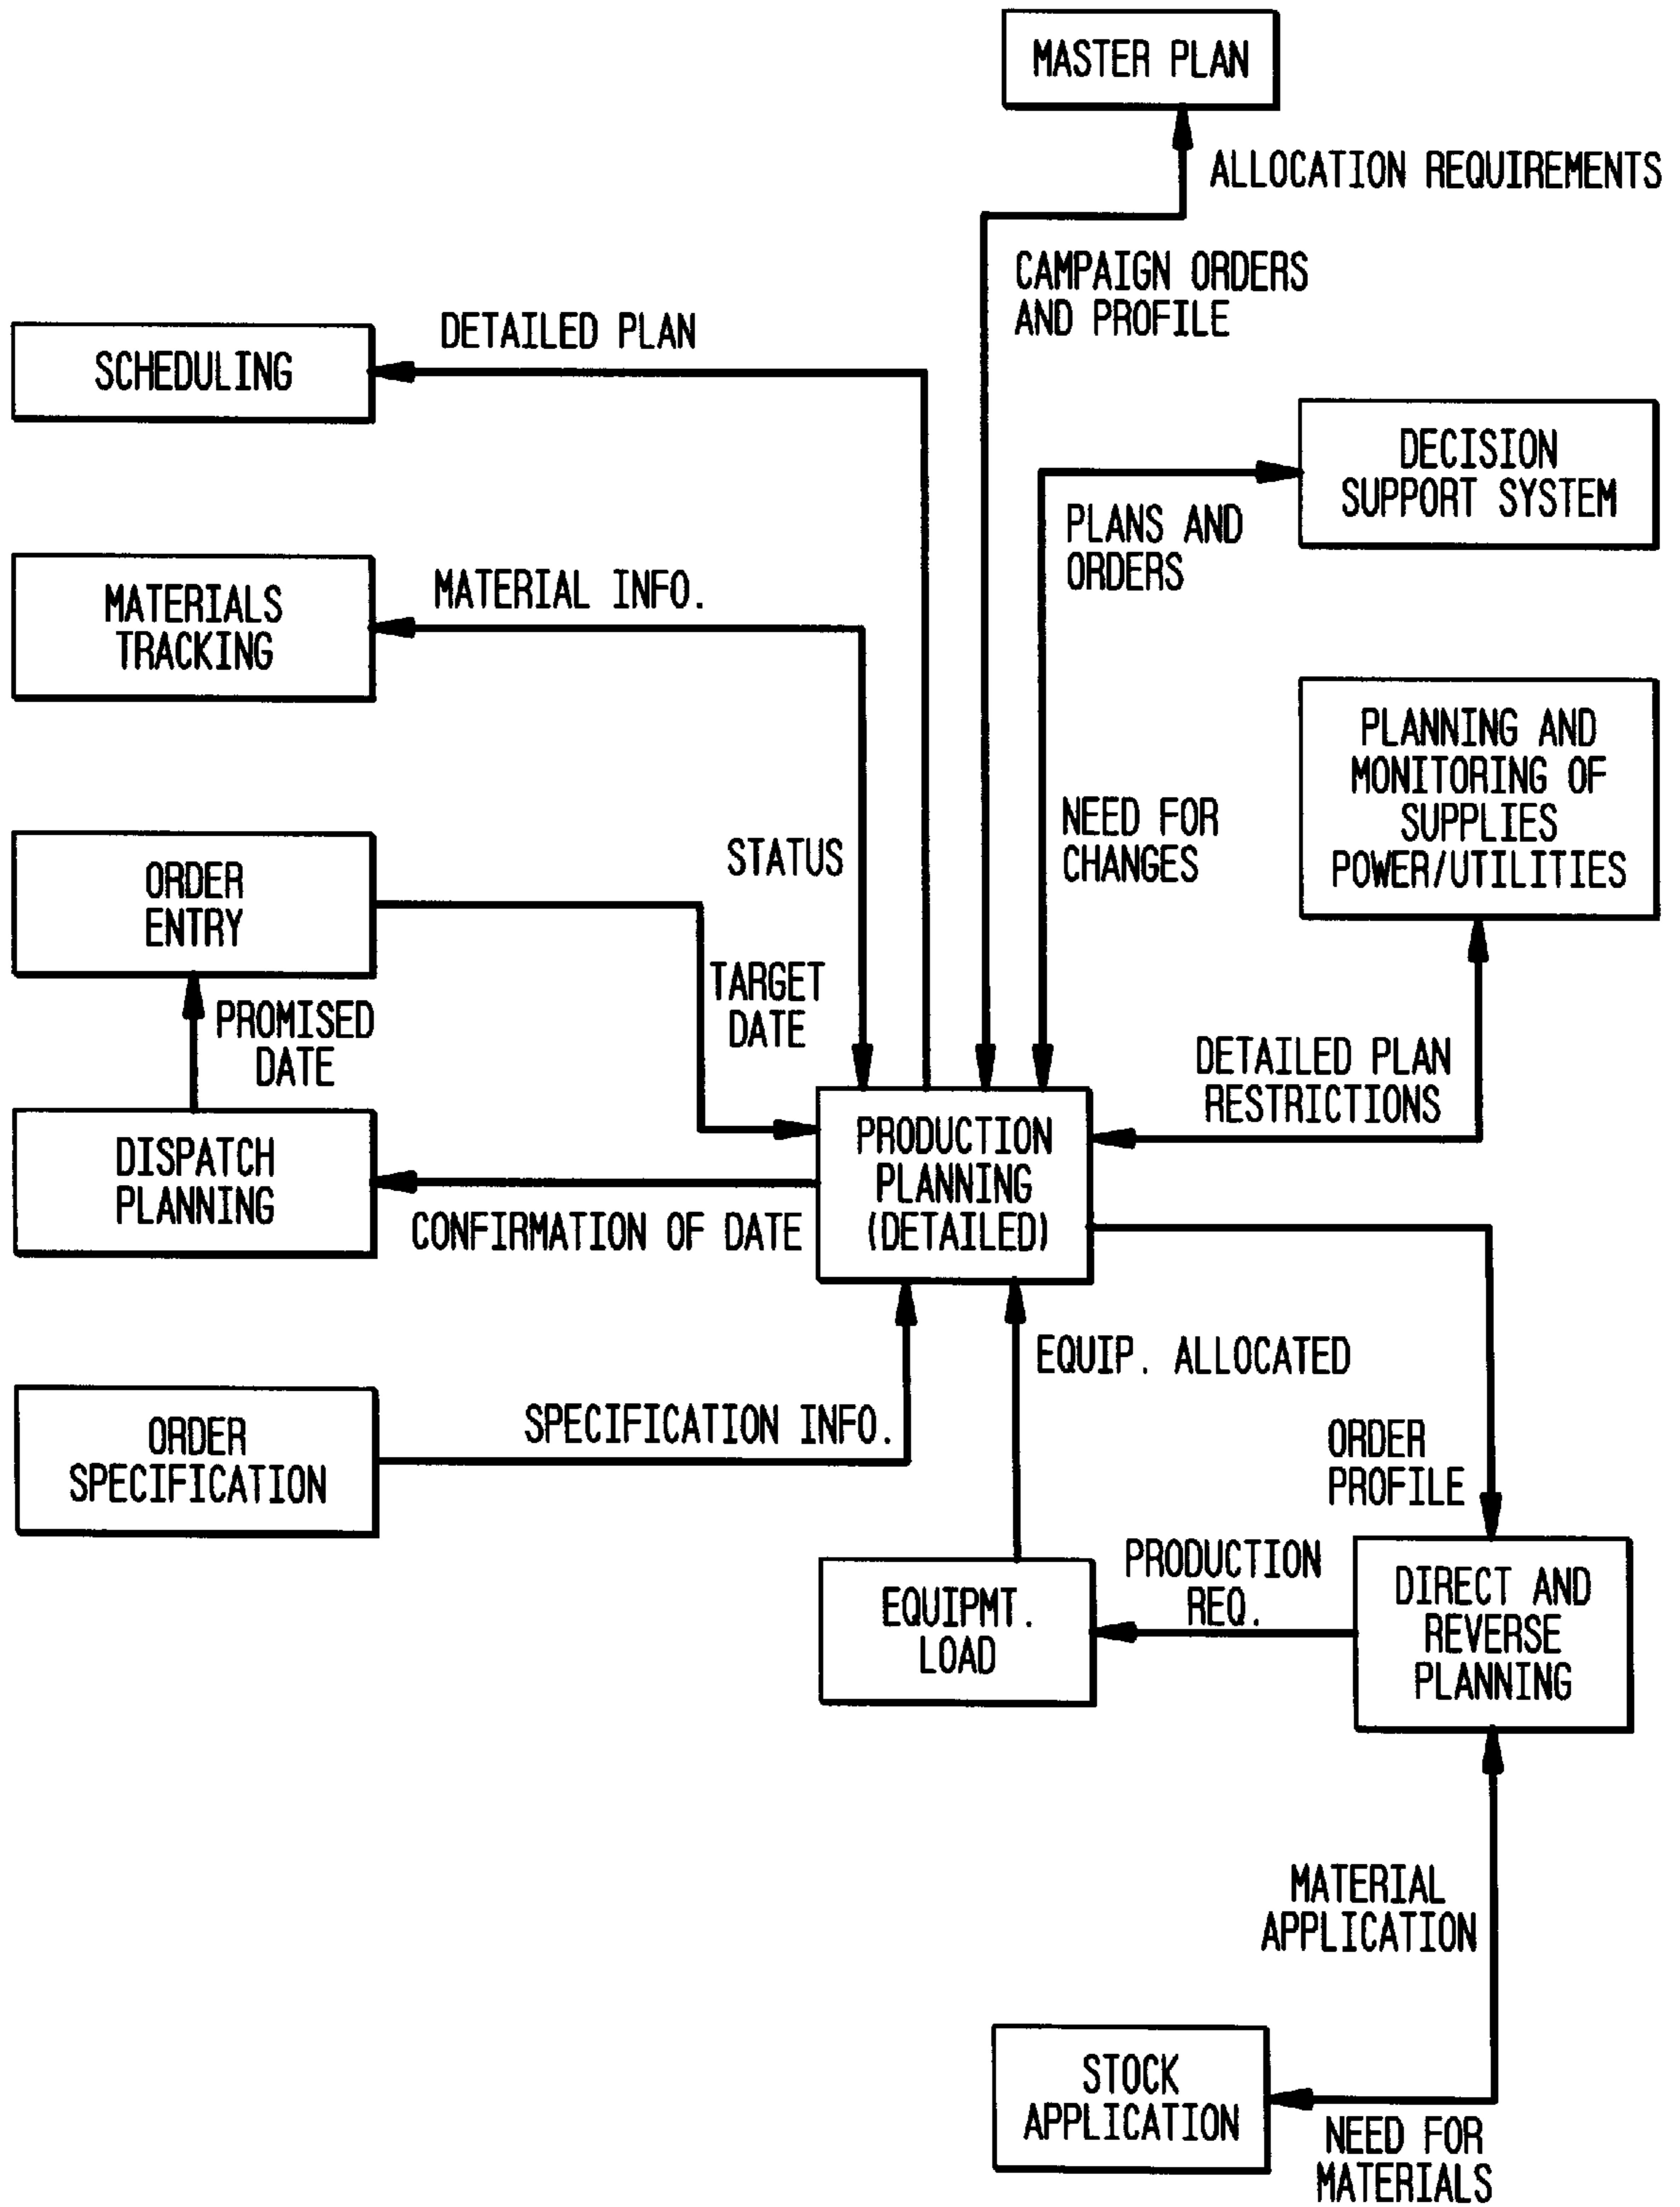 MASTER PLAN
ALLOCATION REQUIREMENTS
CAMPAIGN ORDERS
AND PROFILE
DETAILED PLAN
SCHEDULING
DECISION
SUPPORT SYSTEM
PLANS AND
ORDERS
MATERIAL INFO.
MATERIALS
TRACKING
PLANNING AND
MONITORING OF
SUPPLIES
POWER/UTILITIES
NEED FOR
CHANGES
STATUS
ORDER
ENTRY
TARGET
DATE
PROMISED
DATE
DETAILED PLAN
RESTRICTIONS
DISPATCH
PLANNING
PRODUCTION
PLANNING
(DETAILED)
CONFIRMATION OF DATE
EQUIP. ALLOCATED
SPECIFICATION INFO.
ORDER
SPECIFICATION
ORDER
PROFILE
PRODUCTION
REQ.
EQUIPMT.
LOAD
DIRECT AND
REVERSE
PLANNING
MATERIAL
APPLICATION
STOCK
APPLICATION
NEED FOR
MATERIALS